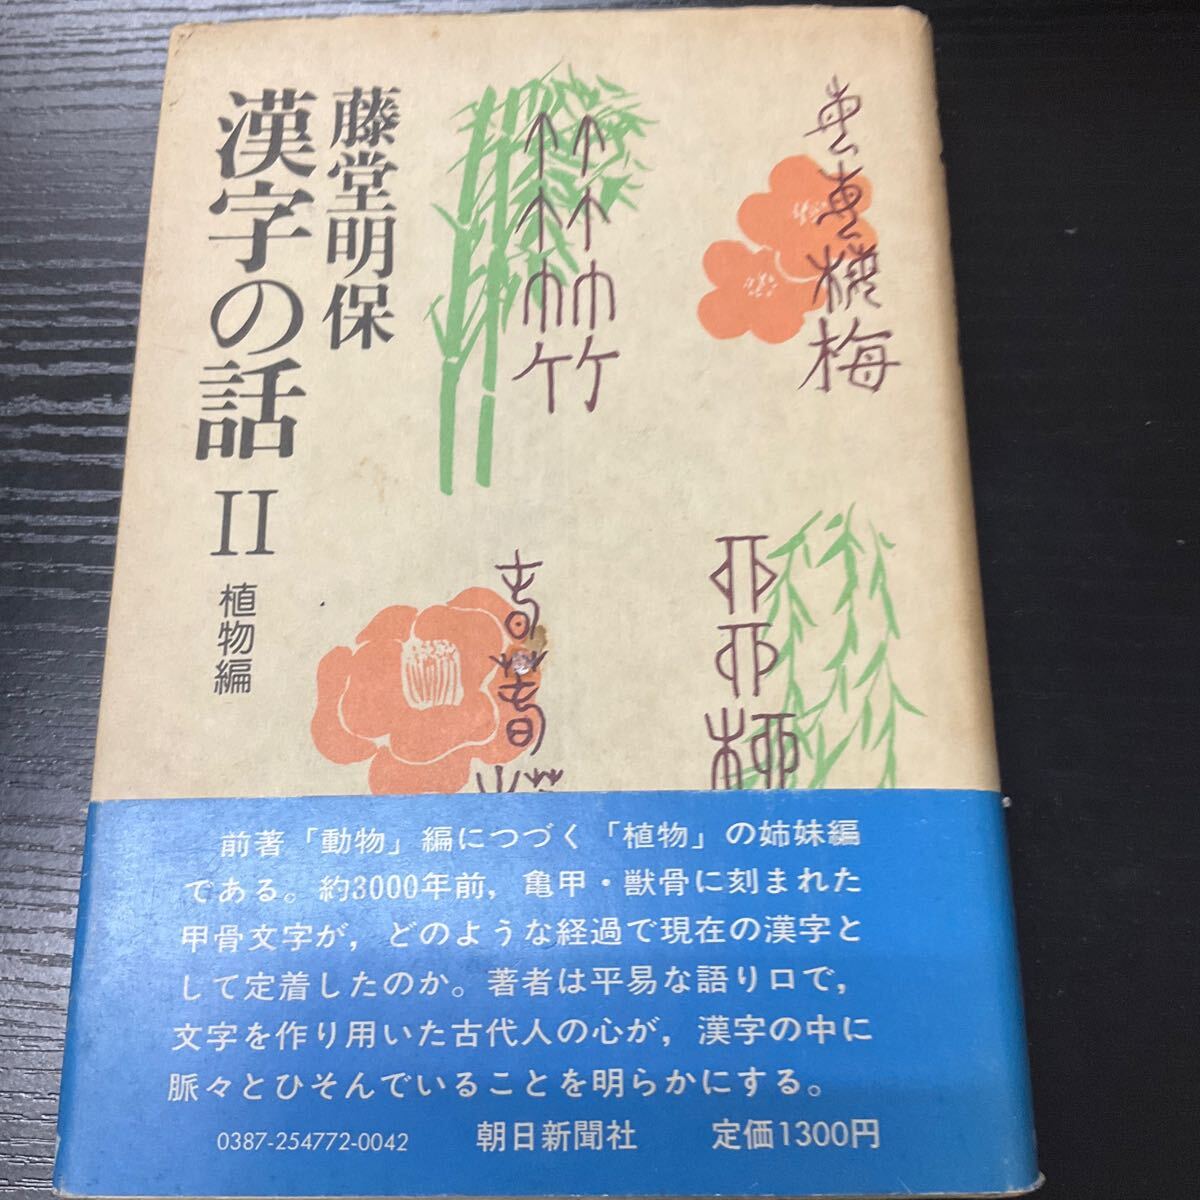 藤堂明保
漢字の話 II
植物編
竹竹
梅
前著「動物」編につづく「植物」の姉妹編
である。約3000年前，亀甲・獣骨に刻まれた
甲骨文字が，どのような経過で現在の漢字と
して定着したのか。著者は平易な語り口で，
文字を作り用いた古代人の心が，漢字の中に
脈々とひそんでいることを明らかにする。
0387-254772-0042 朝日新聞社 定価1300円